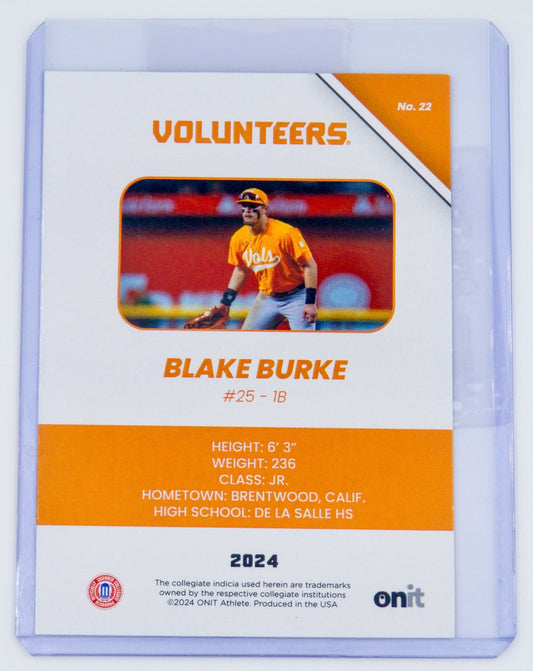 No. 22
VOLUNTEERS®
Vols
BLAKE BURKE
#25 - 1B
HEIGHT: 6' 3"
WEIGHT: 236
CLASS: JR.
HOMETOWN: BRENTWOOD, CALIF.
HIGH SCHOOL: DE LA SALLE HS
2024
The collegiate indicia used herein are trademarks
owned by the respective collegiate institutions
©2024 ONIT Athlete. Produced in the USA
onit